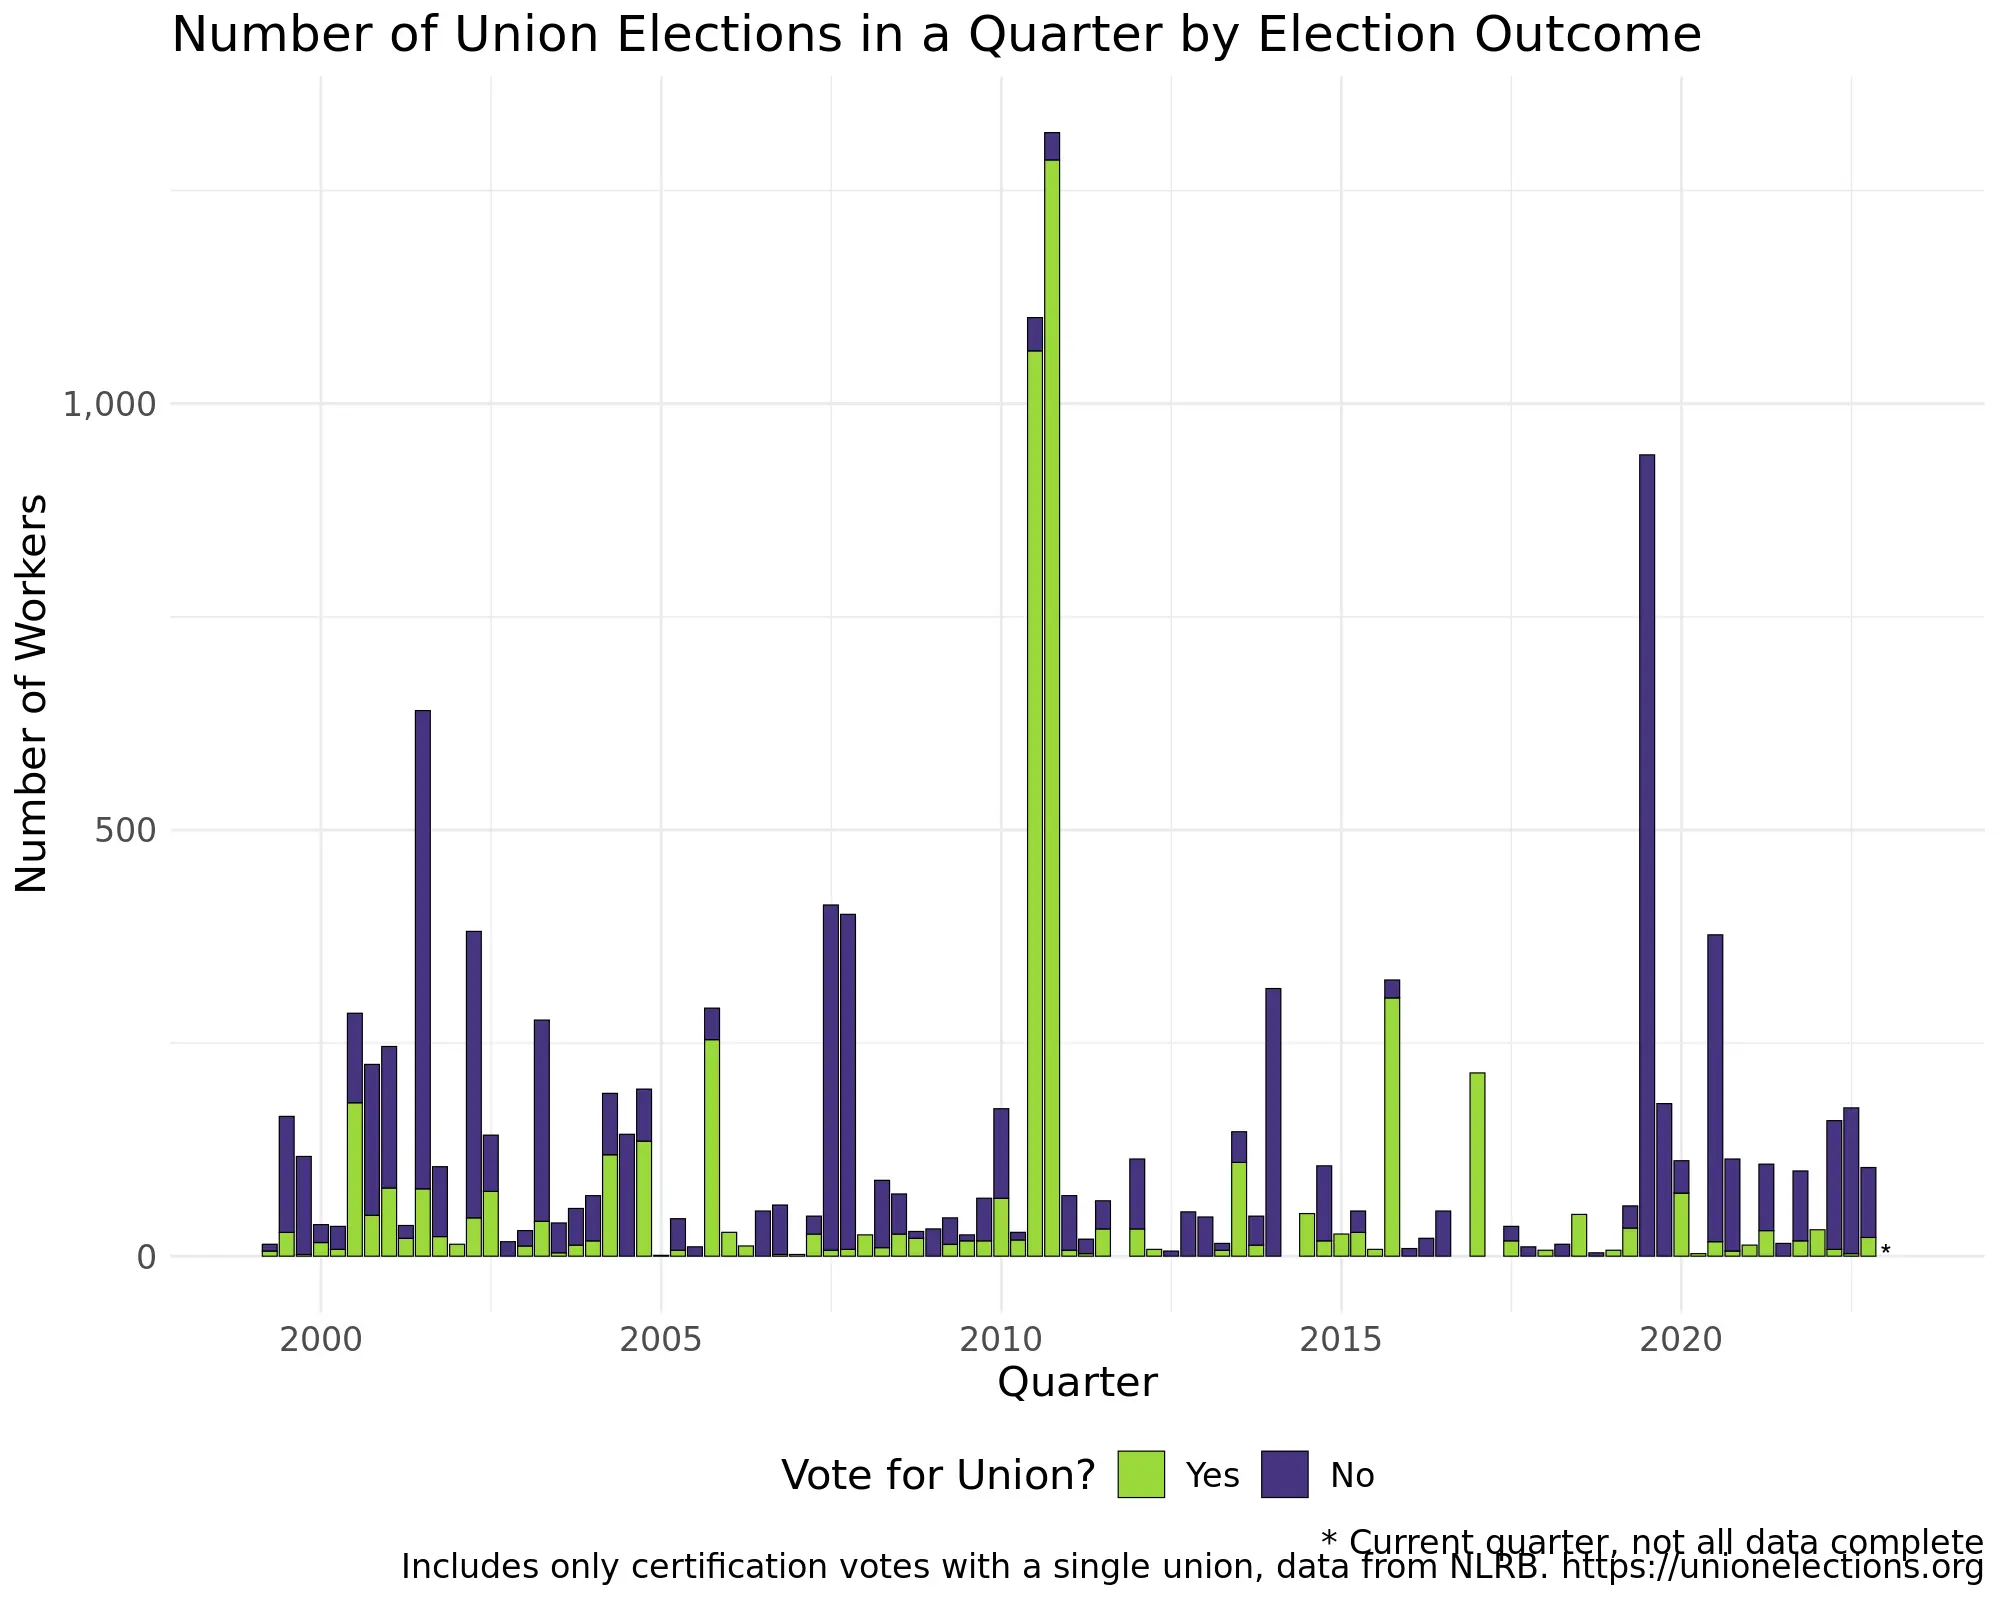 Number of Union Elections in a Quarter by Election Outcome
Number of Workers
1,000
500
0
*
2000 2005 2010 2015 2020
Quarter
Vote for Union? Yes No
* Current quarter, not all data complete
Includes only certification votes with a single union, data from NLRB. https://unionelections.org